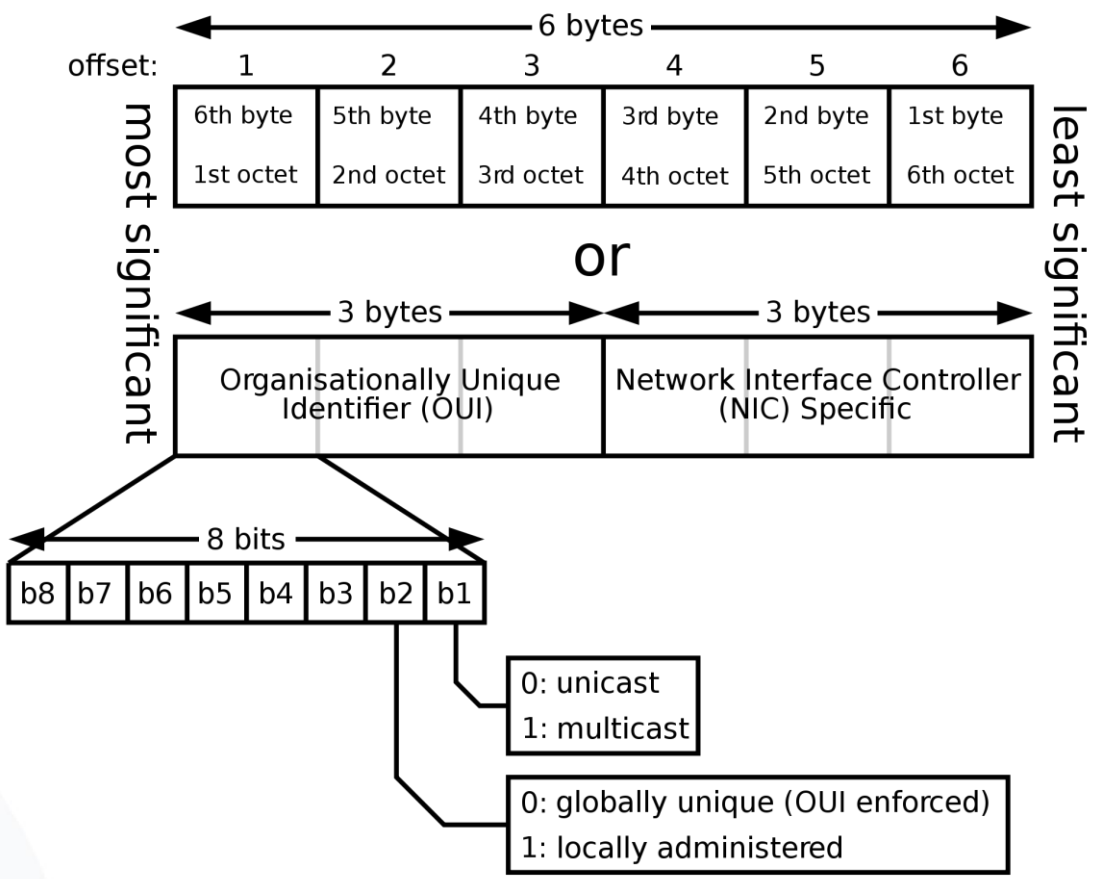 6 bytes
offset: 1 2 3 4 5 6
6th byte 5th byte 4th byte 3rd byte 2nd byte 1st byte
1st octet 2nd octet 3rd octet 4th octet 5th octet 6th octet
most significant
least significant
or
3 bytes 3 bytes
Organisationally Unique
Identifier (OUI)
Network Interface Controller
(NIC) Specific
8 bits
b8 b7 b6 b5 b4 b3 b2 b1
0: unicast
1: multicast
0: globally unique (OUI enforced)
1: locally administered